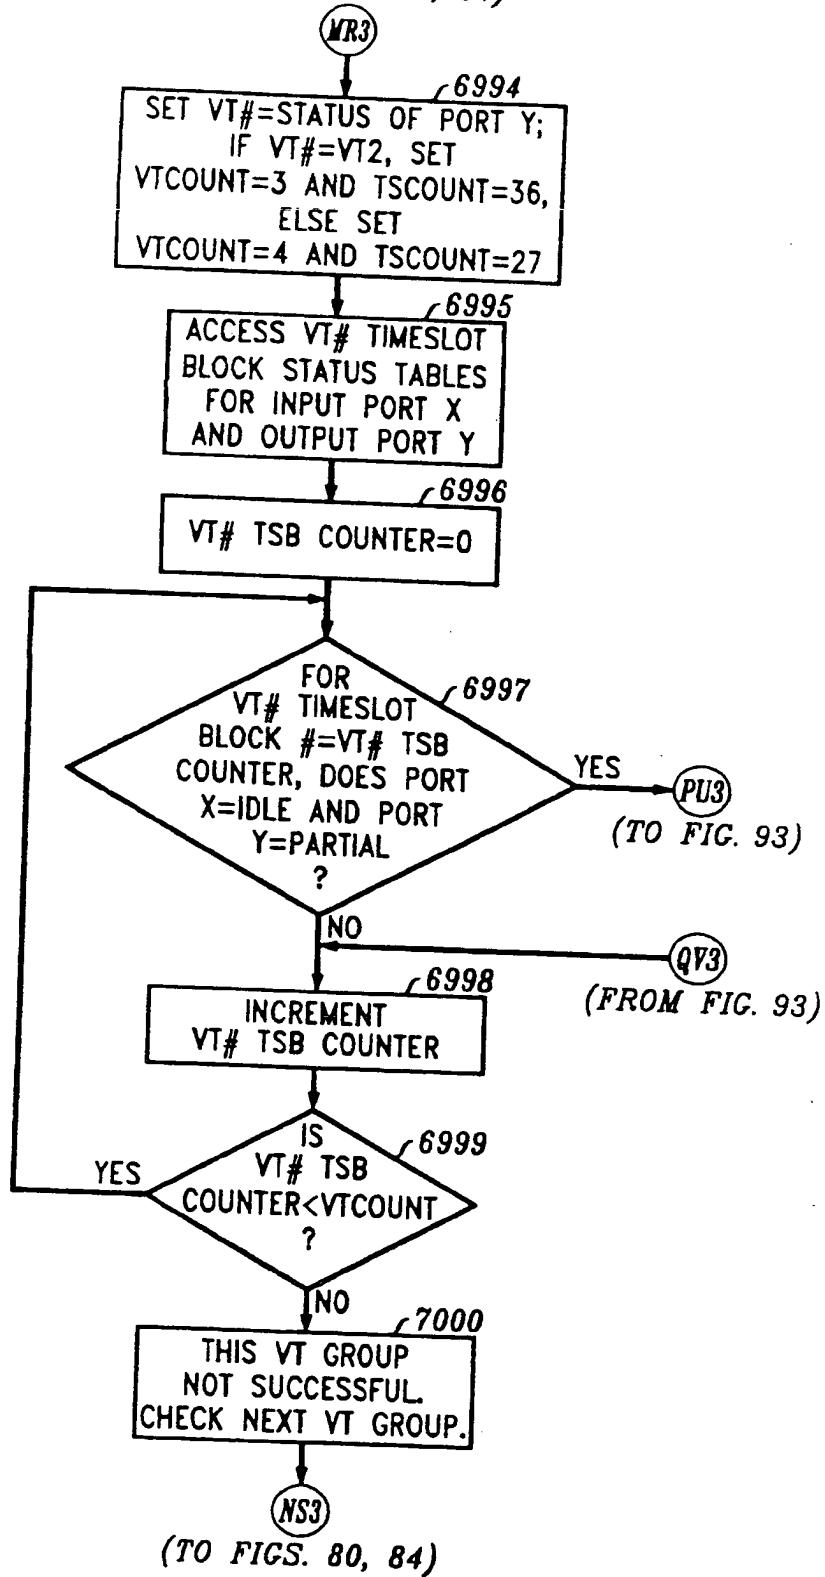 MR3
6994
SET VT#=STATUS OF PORT Y;
IF VT#=VT2, SET
VTCOUNT=3 AND TSCOUNT=36,
ELSE SET
VTCOUNT=4 AND TSCOUNT=27
6995
ACCESS VT# TIMESLOT
BLOCK STATUS TABLES
FOR INPUT PORT X
AND OUTPUT PORT Y
6996
VT# TSB COUNTER=0
6997
FOR
VT# TIMESLOT
BLOCK #=VT# TSB
COUNTER, DOES PORT
X=IDLE AND PORT
Y=PARTIAL
?
YES
PU3
(TO FIG. 93)
NO
QV3
(FROM FIG. 93)
6998
INCREMENT
VT# TSB COUNTER
6999
IS
VT# TSB
COUNTER<VTCOUNT
?
YES
NO
7000
THIS VT GROUP
NOT SUCCESSFUL.
CHECK NEXT VT GROUP.
NS3
(TO FIGS. 80, 84)